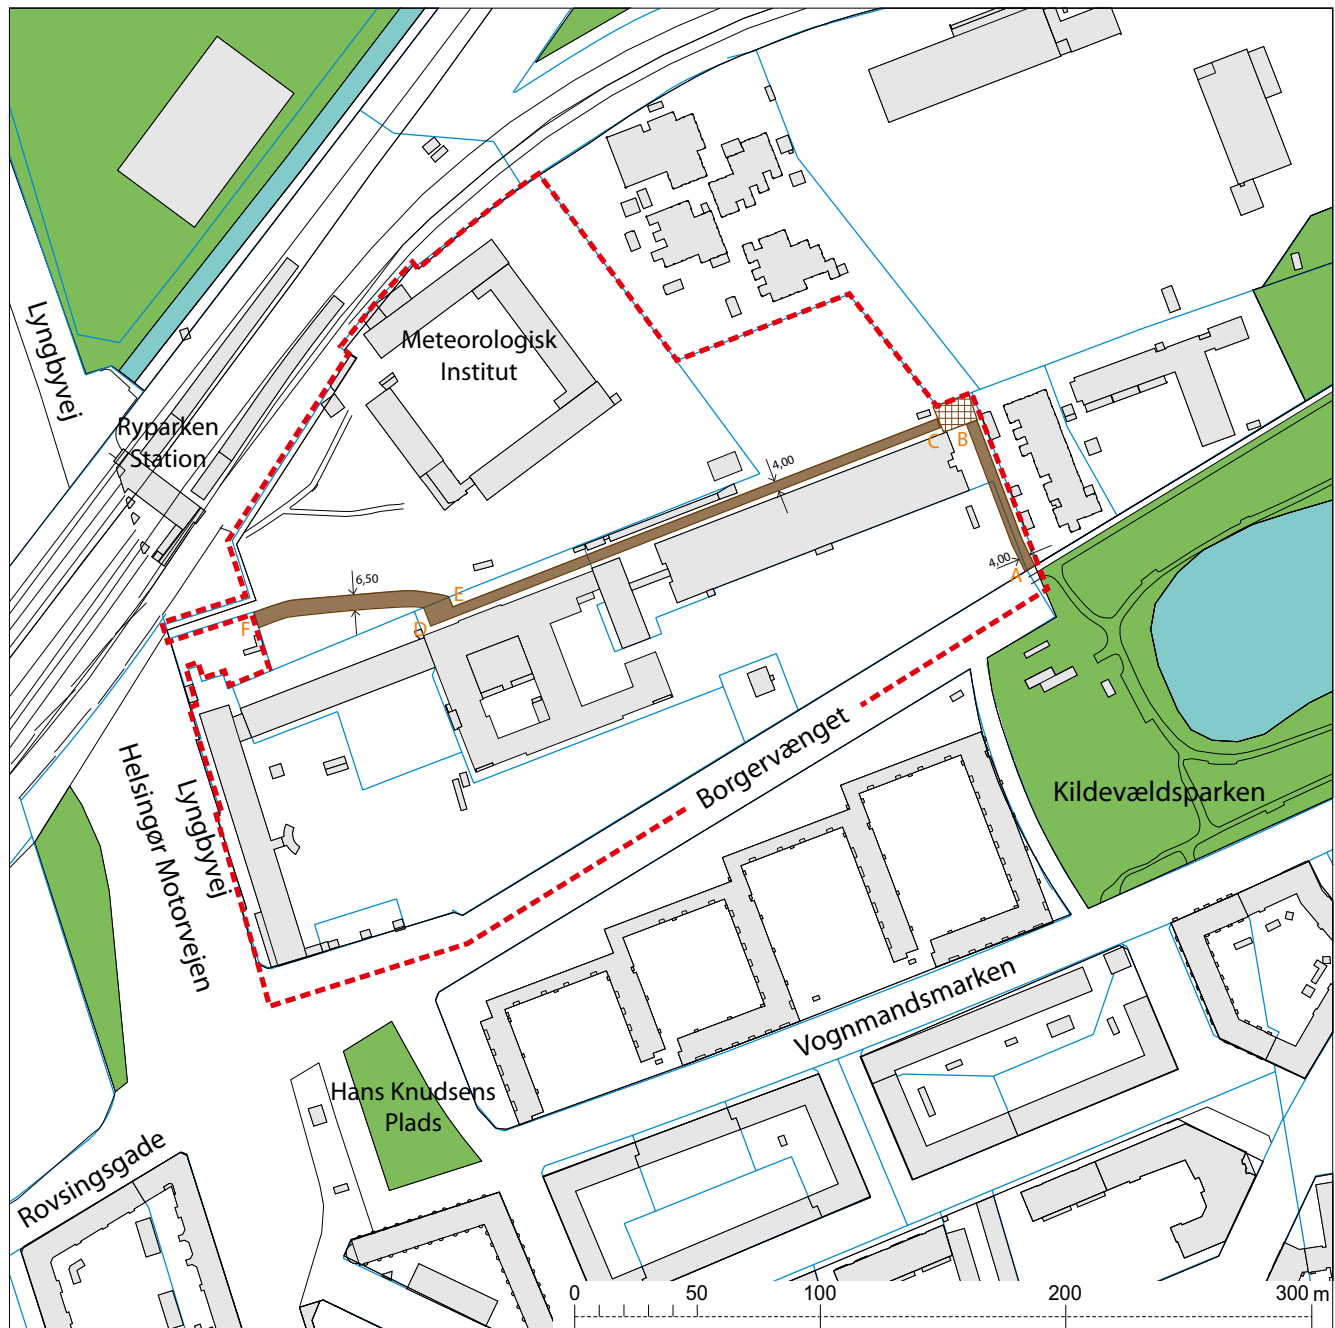 Lyngbyvej
Meteorologisk
Institut
Ryparken
Station
C
B
4,00
4,00
A
6,50
E
F
D
Borgervænget
Helsingør Motorvejen
Lyngbyvej
Kildevældsparken
Vognmandsmarken
Hans Knudsens
Plads
Rovsingsgade
0 50 100 200 300 m